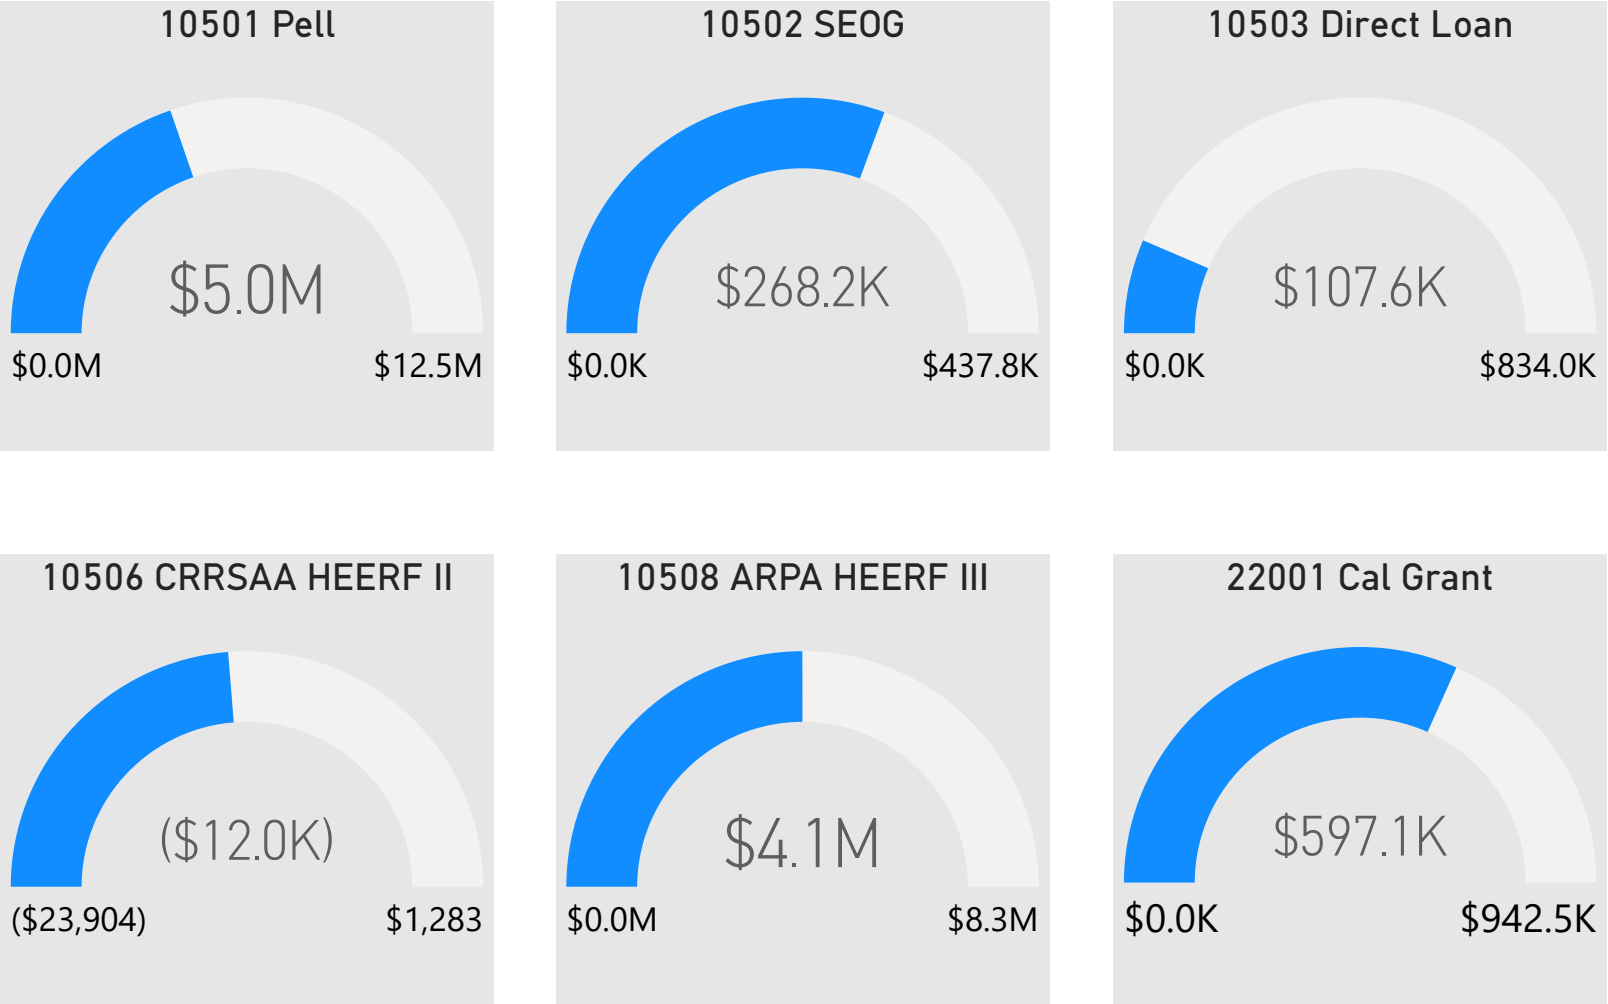 10501 Pell
$5.0M
$0.0M
$12.5M
10502 SEOG
$268.2K
$0.0K
$437.8K
10503 Direct Loan
$107.6K
$0.0K
$834.0K
10506 CRRSAA HEERF II
($12.0K)
($23,904)
$1,283
10508 ARPA HEERF III
$4.1M
$0.0M
$8.3M
22001 Cal Grant
$597.1K
$0.0K
$942.5K